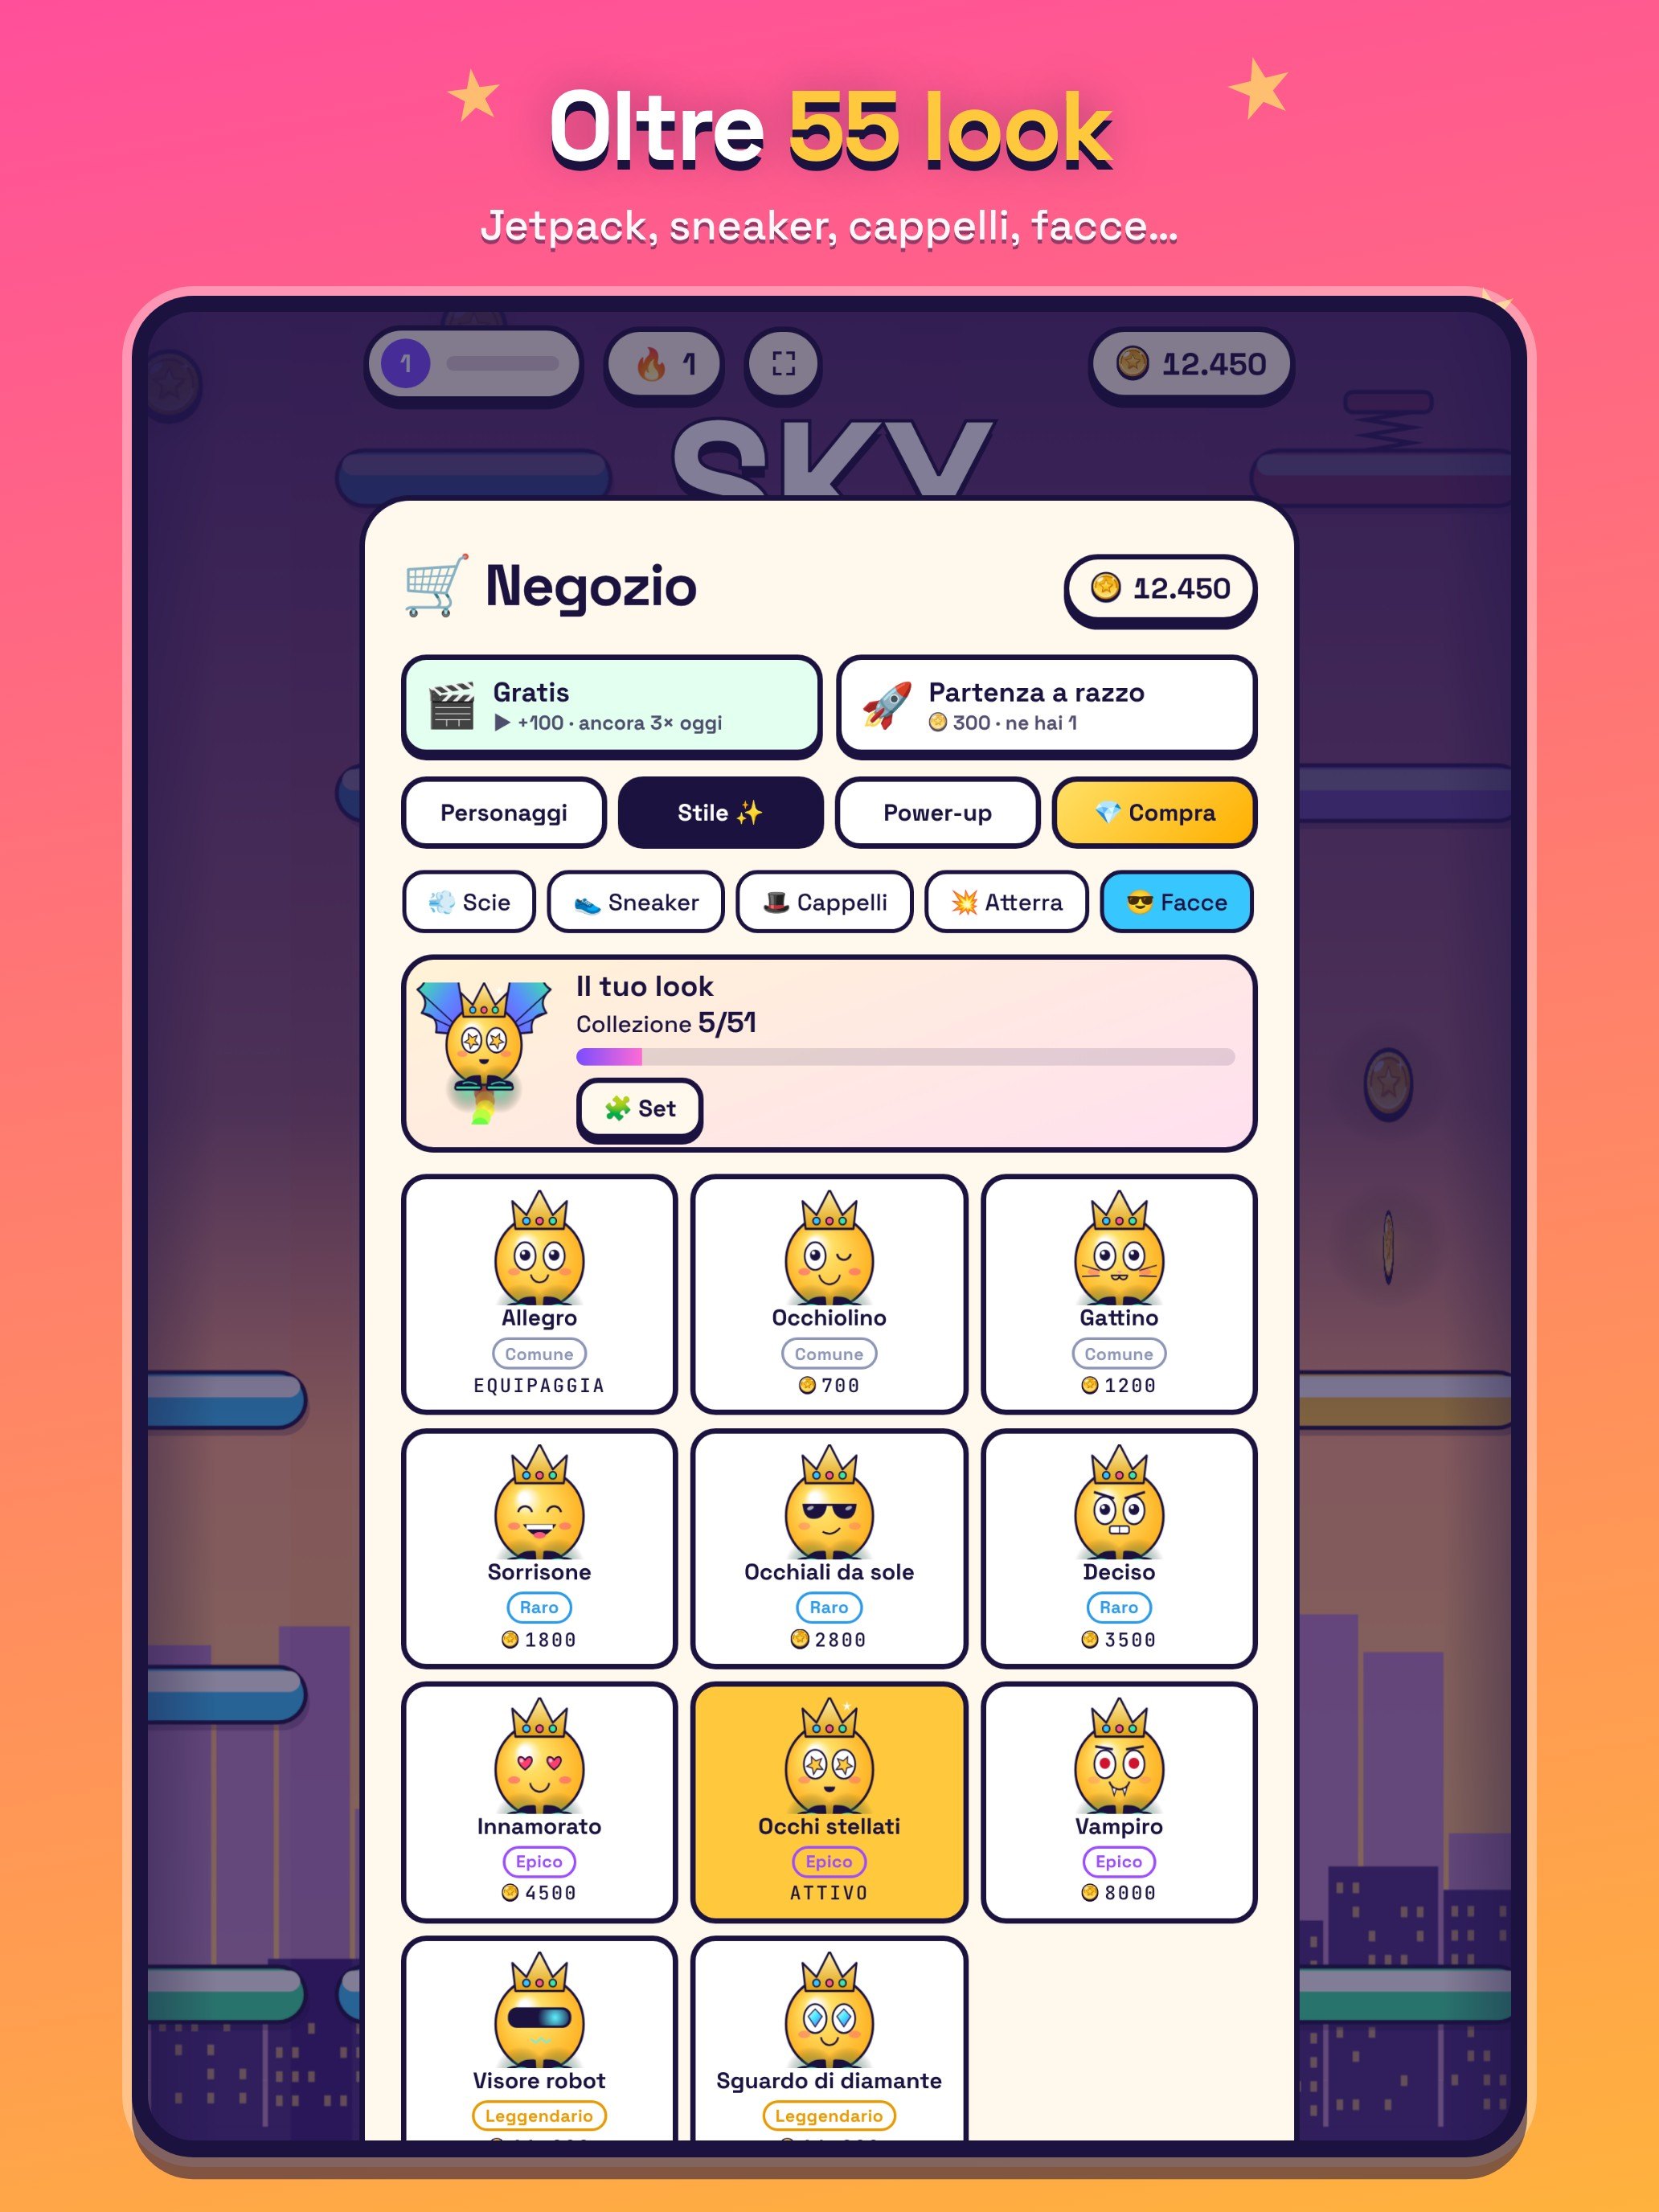 Oltre 55 look
Jetpack, sneaker, cappelli, facce...
1
1
12.450
SKY
Negozio
12.450
Gratis
+100 · ancora 3× oggi
Partenza a razzo
300 · ne hai 1
Personaggi
Stile
Power-up
Compra
Scie
Sneaker
Cappelli
Atterra
Facce
Il tuo look
Collezione 5/51
Set
Allegro
Comune
EQUIPAGGIA
Occhiolino
Comune
700
Gattino
Comune
1200
Sorrisone
Raro
1800
Occhiali da sole
Raro
2800
Deciso
Raro
3500
Innamorato
Epico
4500
Occhi stellati
Epico
ATTIVO
Vampiro
Epico
8000
Visore robot
Leggendario
Sguardo di diamante
Leggendario